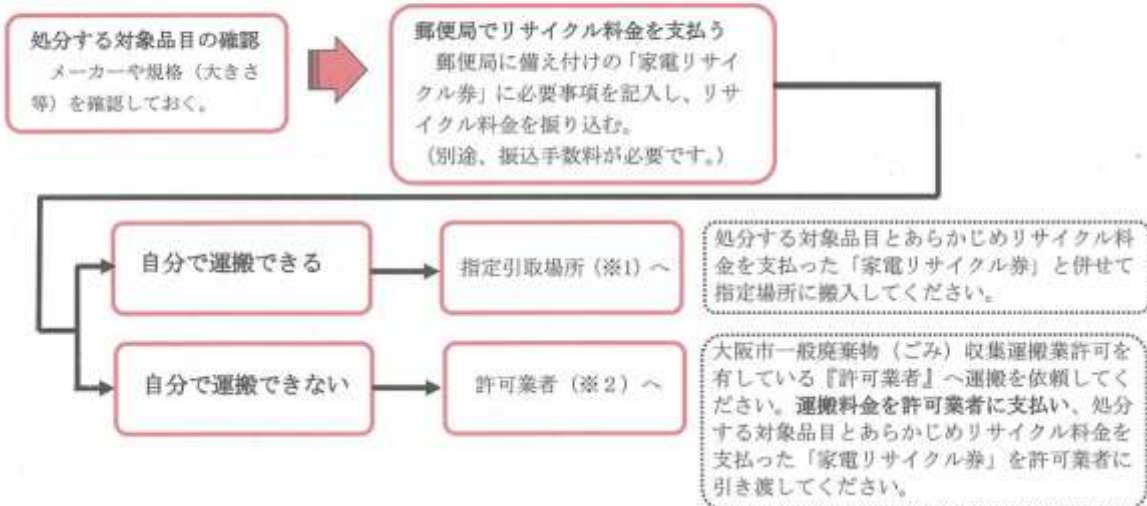 処分する対象品目の確認
メーカーや規格（大きさ
等）を確認しておく。
郵便局でリサイクル料金を支払う
郵便局に備え付けの「家電リサイ
クル券」に必要事項を記入し、リサ
イクル料金を振り込む。
（別途、振込手数料が必要です。）
自分で運搬できる
指定引取場所（※1）へ
処分する対象品目とあらかじめリサイクル料
金を支払った「家電リサイクル券」と併せて
指定場所に搬入してください。
自分で運搬できない
許可業者（※２）へ
大阪市一般廃棄物（ごみ）収集運搬業許可を
有している『許可業者』へ運搬を依頼してく
ださい。運搬料金を許可業者に支払い、処分
する対象品目とあらかじめリサイクル料金を
支払った「家電リサイクル券」を許可業者に
引き渡してください。